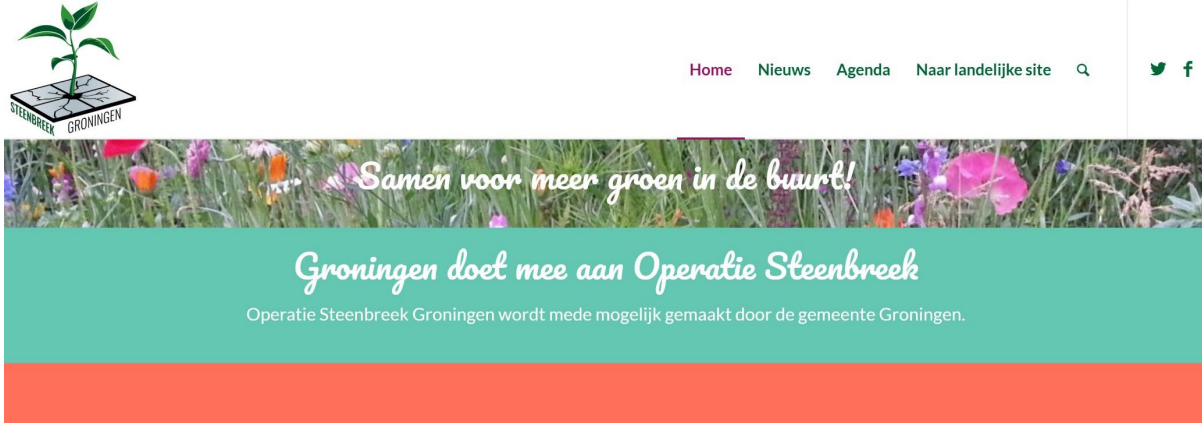 STEENBREEK GRONINGEN
Home Nieuws Agenda Naar landelijke site
Samen voor meer groen in de buurt!
Groningen doet mee aan Operatie Steenbreek
Operatie Steenbreek Groningen wordt mede mogelijk gemaakt door de gemeente Groningen.